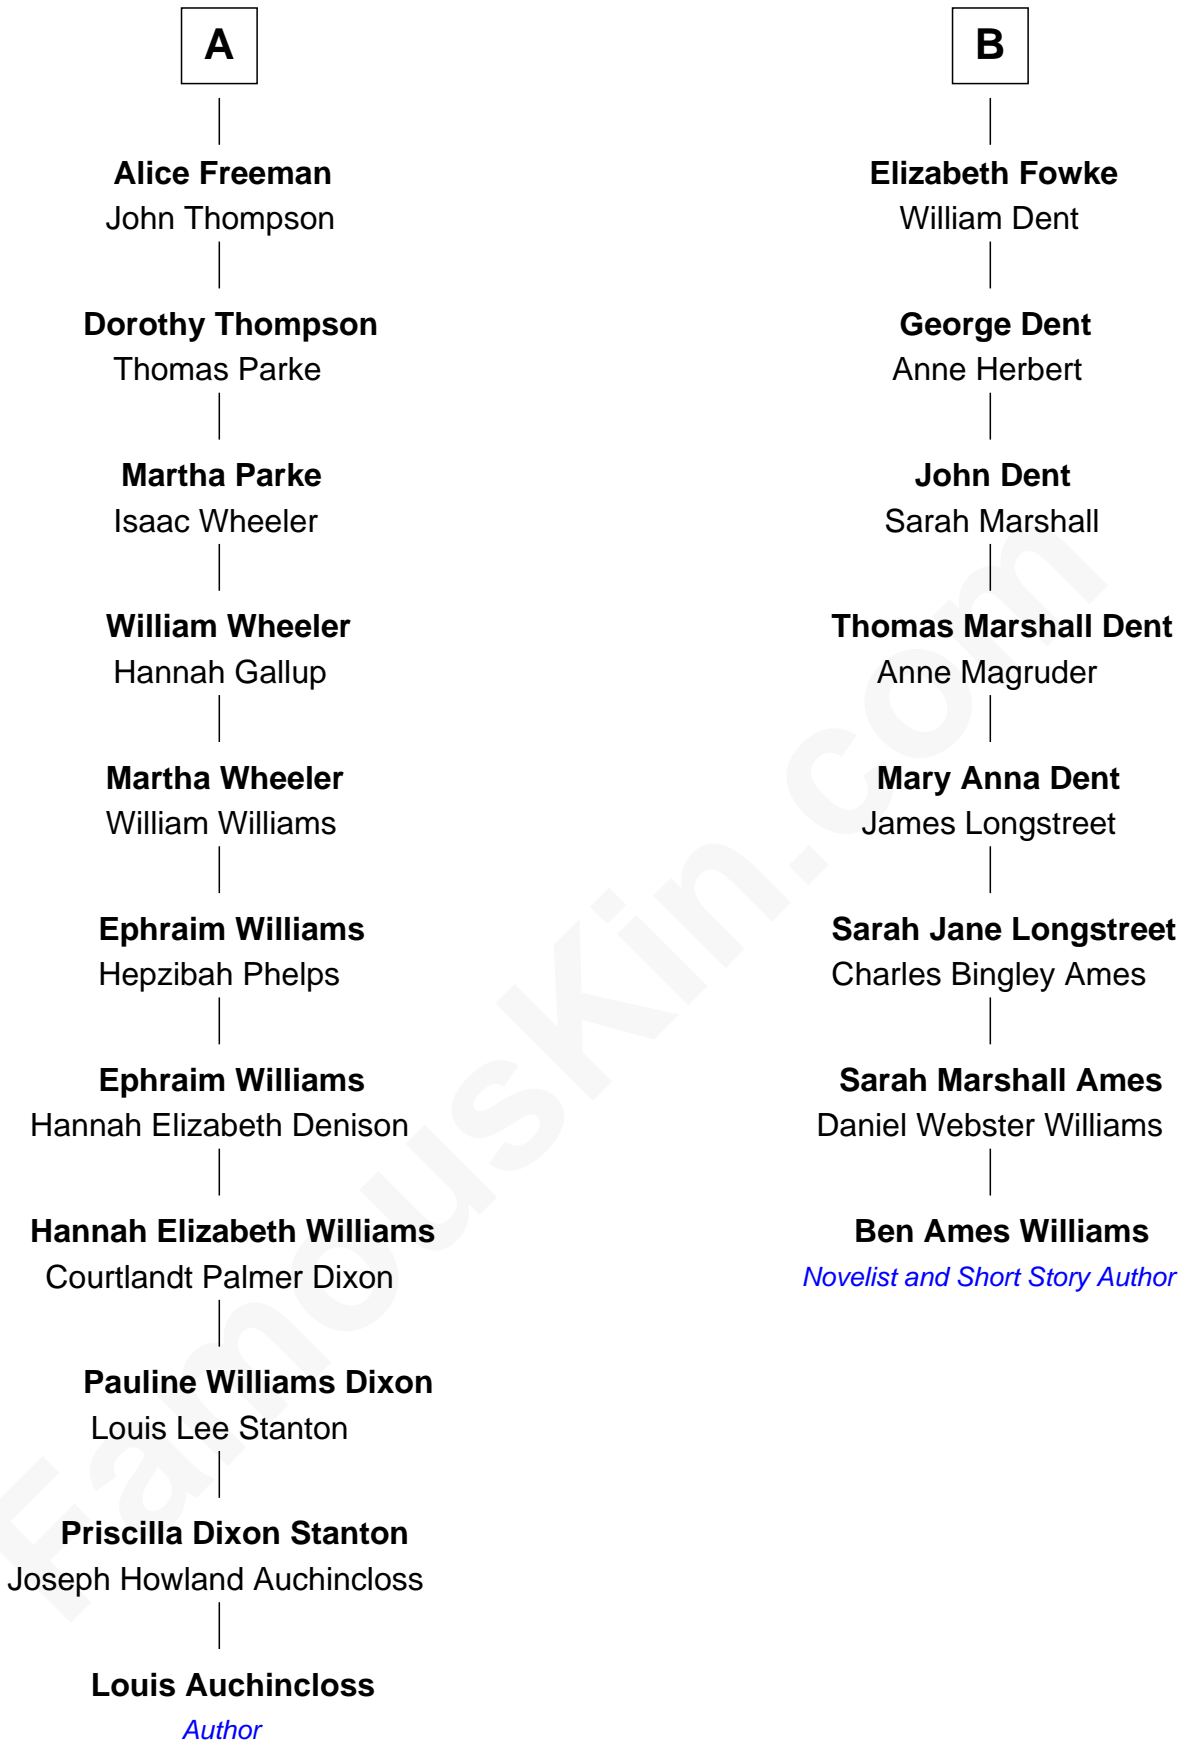 A
Alice Freeman
John Thompson
Dorothy Thompson
Thomas Parke
Martha Parke
Isaac Wheeler
William Wheeler
Hannah Gallup
Martha Wheeler
William Williams
Ephraim Williams
Hepzibah Phelps
Ephraim Williams
Hannah Elizabeth Denison
Hannah Elizabeth Williams
Courtlandt Palmer Dixon
Pauline Williams Dixon
Louis Lee Stanton
Priscilla Dixon Stanton
Joseph Howland Auchincloss
Louis Auchincloss
Author
B
Elizabeth Fowke
William Dent
George Dent
Anne Herbert
John Dent
Sarah Marshall
Thomas Marshall Dent
Anne Magruder
Mary Anna Dent
James Longstreet
Sarah Jane Longstreet
Charles Bingley Ames
Sarah Marshall Ames
Daniel Webster Williams
Ben Ames Williams
Novelist and Short Story Author
FamousKin.com